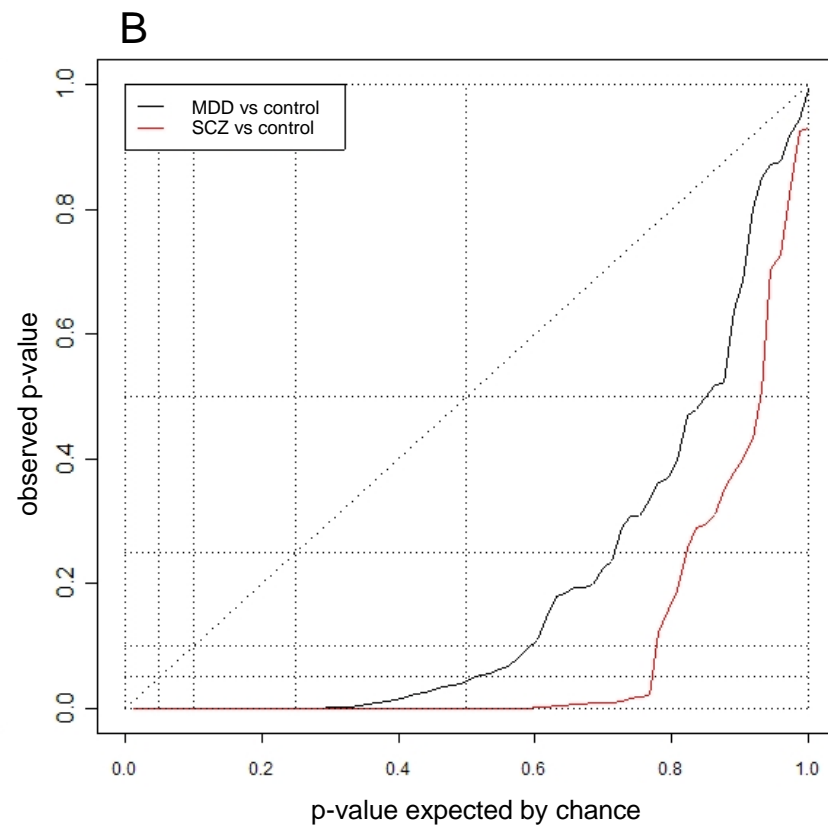 B
MDD vs control
SCZ vs control
observed p-value
1.0
0.8
0.6
0.4
0.2
0.0
0.0 0.2 0.4 0.6 0.8 1.0
p-value expected by chance